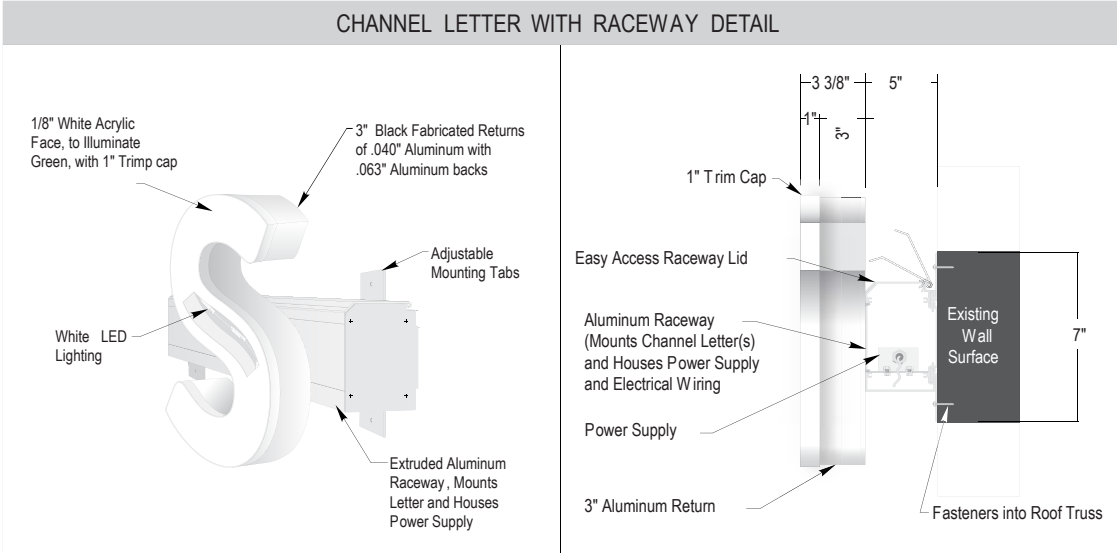 CHANNEL LETTER WITH RACEWAY DETAIL
1/8" White Acrylic
Face, to Illuminate
Green, with 1" Trimp cap
3" Black Fabricated Returns
of .040" Aluminum with
.063" Aluminum backs
Adjustable
Mounting Tabs
White LED
Lighting
Extruded Aluminum
Raceway, Mounts
Letter and Houses
Power Supply
3 3/8"
5"
1"
3"
1" Trim Cap
Easy Access Raceway Lid
Aluminum Raceway
(Mounts Channel Letter(s)
and Houses Power Supply
and Electrical Wiring
Power Supply
3" Aluminum Return
Existing
Wall
Surface
7"
Fasteners into Roof Truss